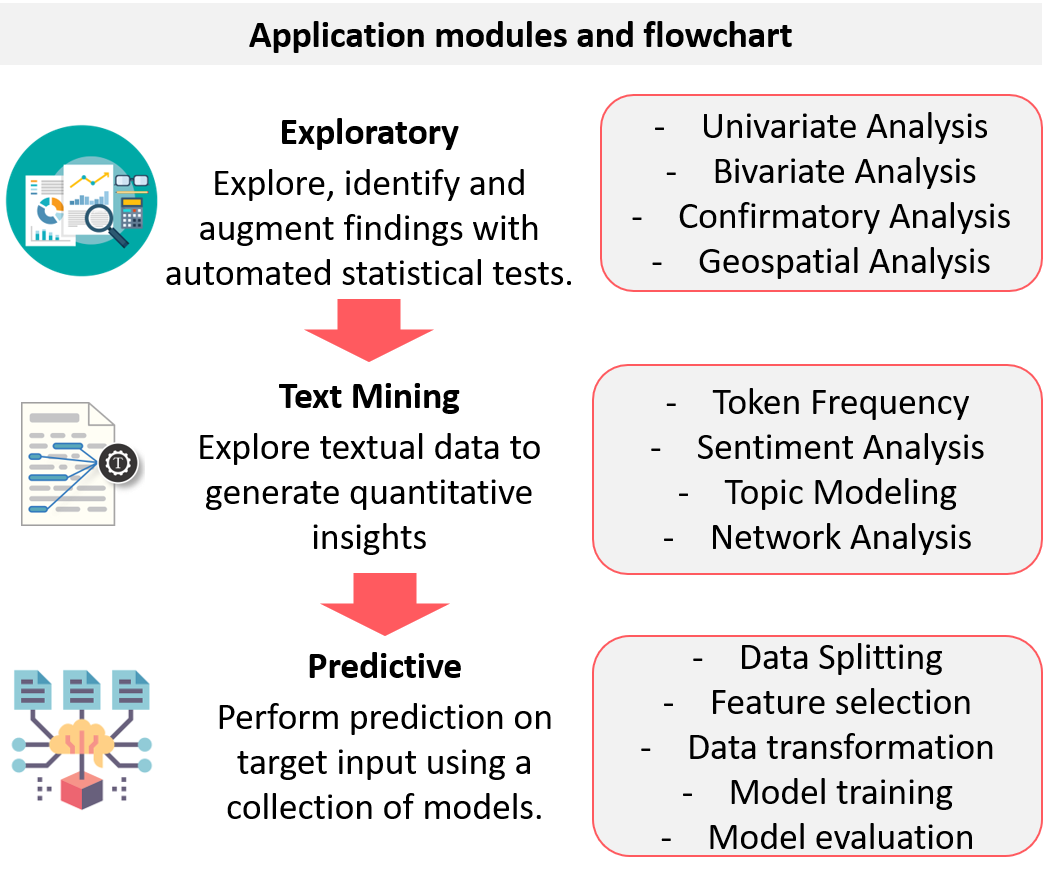 Application modules and flowchart
Exploratory
Explore, identify and
augment findings with
automated statistical tests.
- Univariate Analysis
- Bivariate Analysis
- Confirmatory Analysis
- Geospatial Analysis
Text Mining
Explore textual data to
generate quantitative
insights
T
- Token Frequency
- Sentiment Analysis
- Topic Modeling
- Network Analysis
Predictive
Perform prediction on
target input using a
collection of models.
- Data Splitting
- Feature selection
- Data transformation
- Model training
- Model evaluation